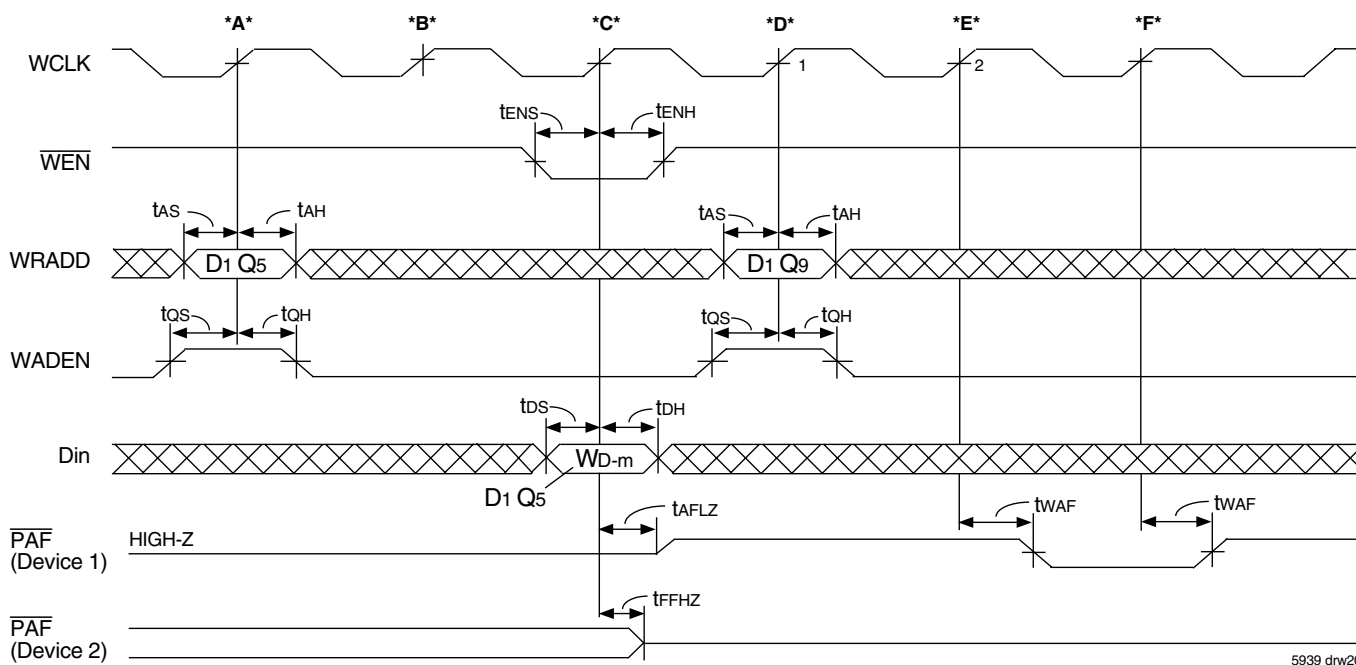 *A* *B* *C* *D* *E* *F*
WCLK 1 2
tENS tENH
WEN
tAS tAH tAS tAH
WRADD D1 Q5 D1 Q9
tQS tQH tQS tQH
WADEN
tDS tDH
Din WD-m
D1 Q5
tAFLZ tWAF tWAF
PAF HIGH-Z
(Device 1)
tFFHZ
PAF
(Device 2)
5939 drw20